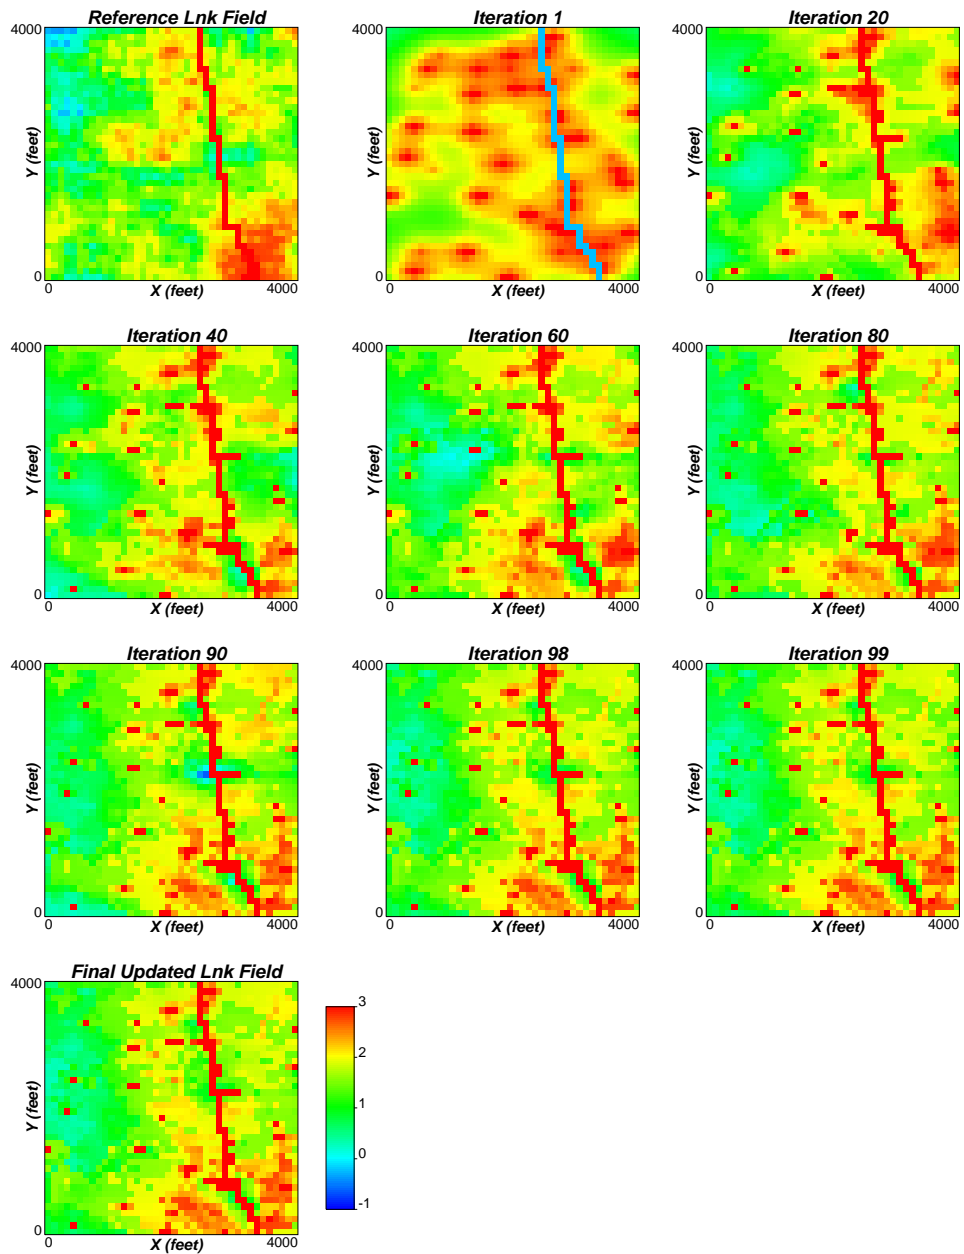 Reference Lnk Field
4000
Y (feet)
0
0
X (feet)
4000
Iteration 1
4000
Y (feet)
0
0
X (feet)
4000
Iteration 20
4000
Y (feet)
0
0
X (feet)
4000
Iteration 40
4000
Y (feet)
0
0
X (feet)
4000
Iteration 60
4000
Y (feet)
0
0
X (feet)
4000
Iteration 80
4000
Y (feet)
0
0
X (feet)
4000
Iteration 90
4000
Y (feet)
0
0
X (feet)
4000
Iteration 98
4000
Y (feet)
0
0
X (feet)
4000
Iteration 99
4000
Y (feet)
0
0
X (feet)
4000
Final Updated Lnk Field
4000
Y (feet)
0
0
X (feet)
4000
3
2
1
0
-1